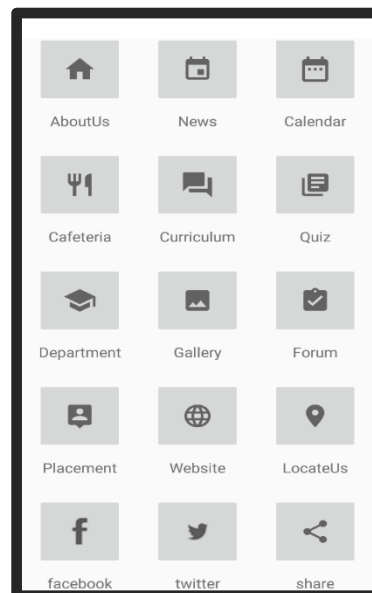 AboutUs News Calendar
Cafeteria Curriculum Quiz
Department Gallery Forum
Placement Website LocateUs
facebook twitter share